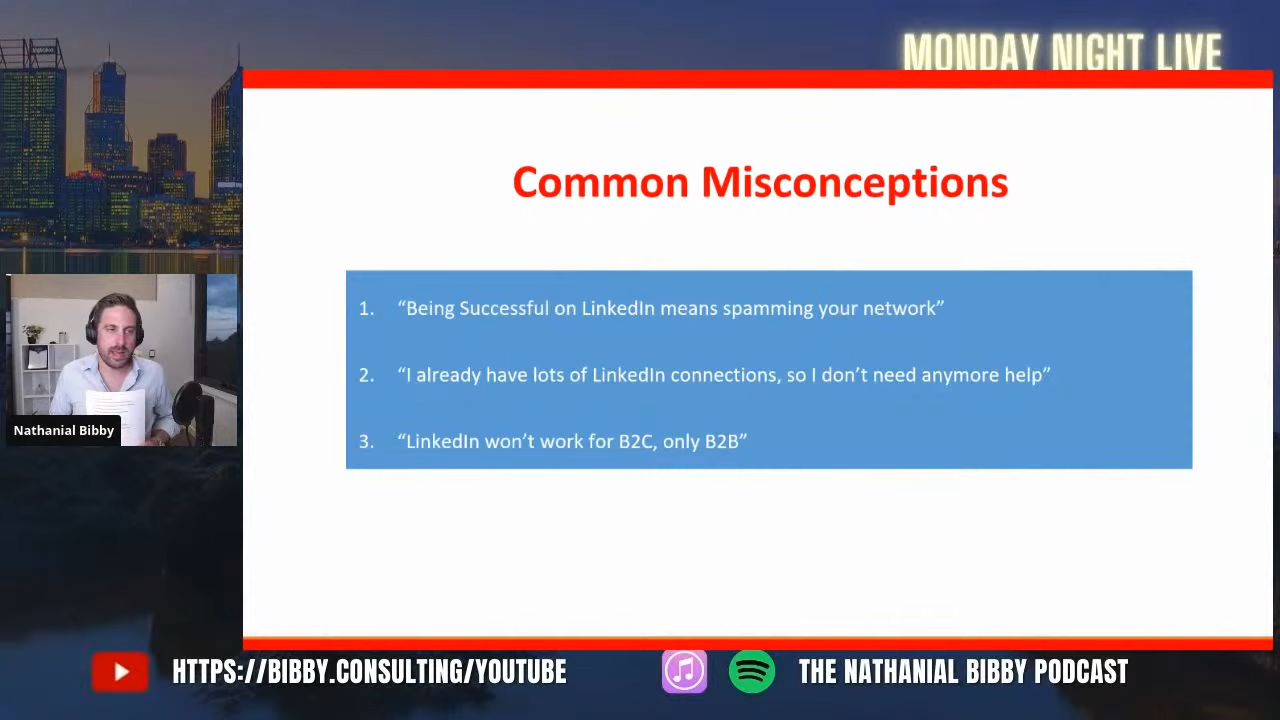 MONDAY NIGHT LIVE
Common Misconceptions
1. “Being Successful on LinkedIn means spamming your network”
2. “I already have lots of LinkedIn connections, so I don’t need anymore help”
3. “LinkedIn won’t work for B2C, only B2B”
Nathanial Bibby
HTTPS://BIBBY.CONSULTING/YOUTUBE
THE NATHANIAL BIBBY PODCAST